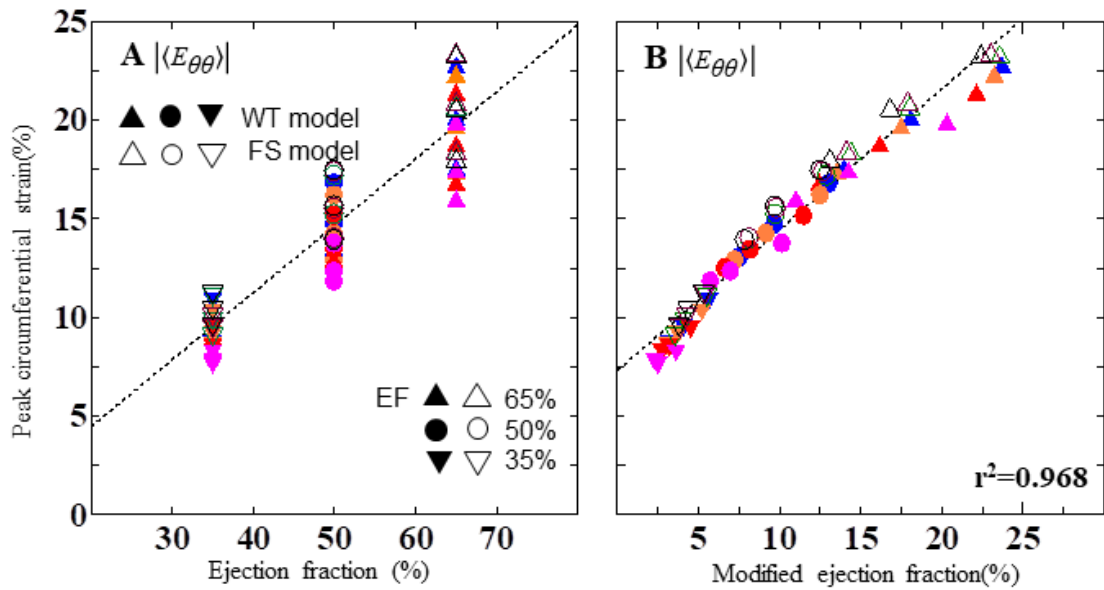 A |⟨Eθθ⟩|
WT model
FS model
EF 65%
50%
35%
25
20
15
10
5
0
30 40 50 60 70
Peak circumferential strain(%)
Ejection fraction (%)
B |⟨Eθθ⟩|
r²=0.968
5 10 15 20 25
Modified ejection fraction(%)